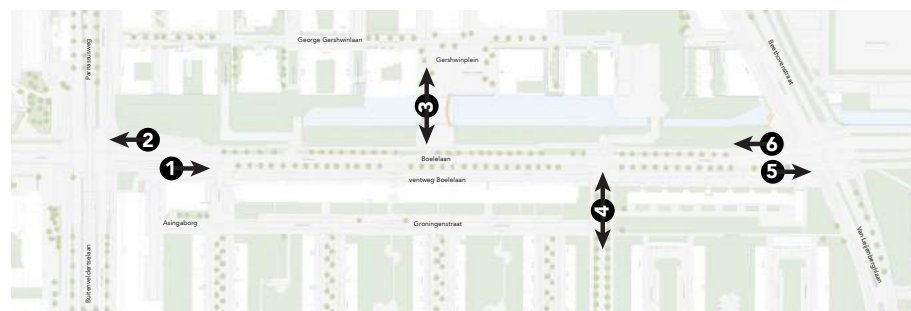 George Gershwinlaan
Parnassusweg
Gershwinplein
Beethovenstraat
3
2
6
Boelelaan
1
5
ventweg Boelelaan
4
Asingaborg
Groningenstraat
Buitenveldertselaan
Van Leijenberghlaan